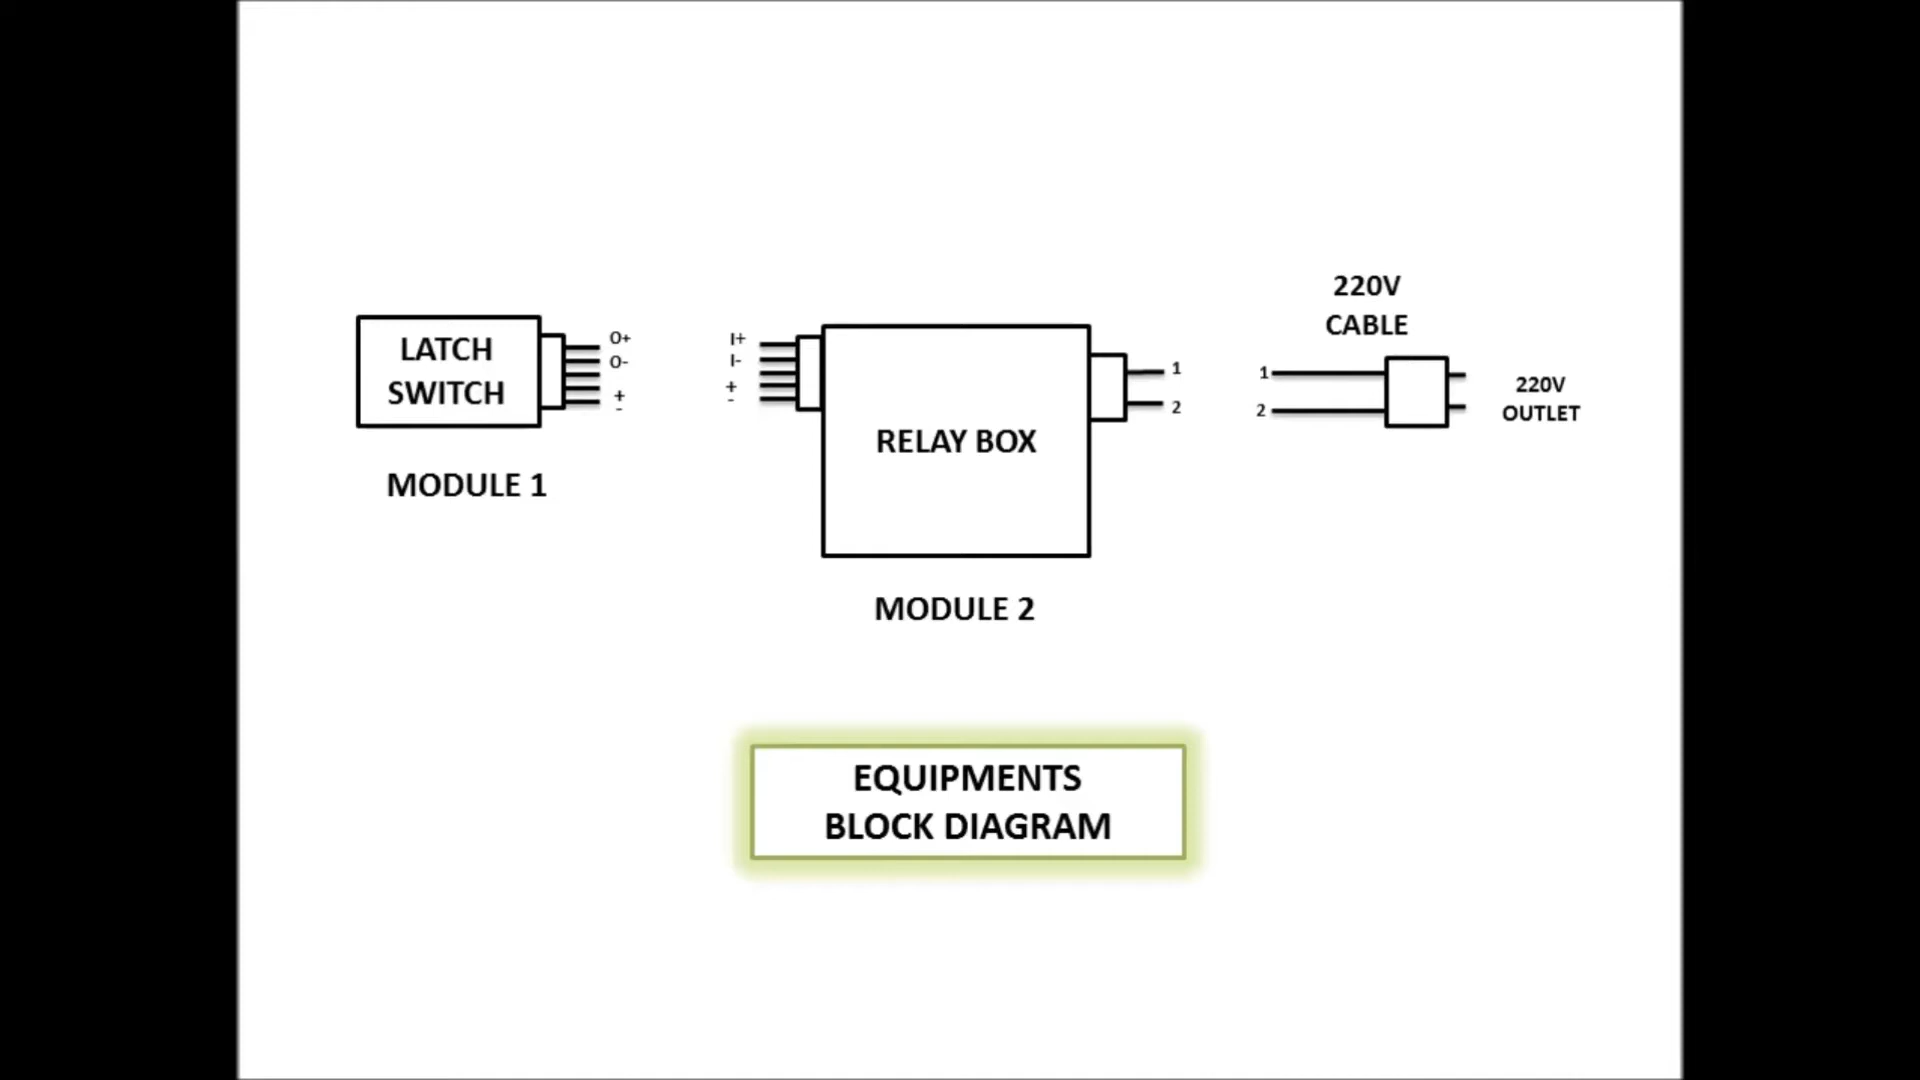 LATCH
SWITCH
O+
O-
+
-
MODULE 1
I+
I-
+
-
RELAY BOX
1
2
MODULE 2
220V
CABLE
1
2
220V
OUTLET
EQUIPMENTS
BLOCK DIAGRAM